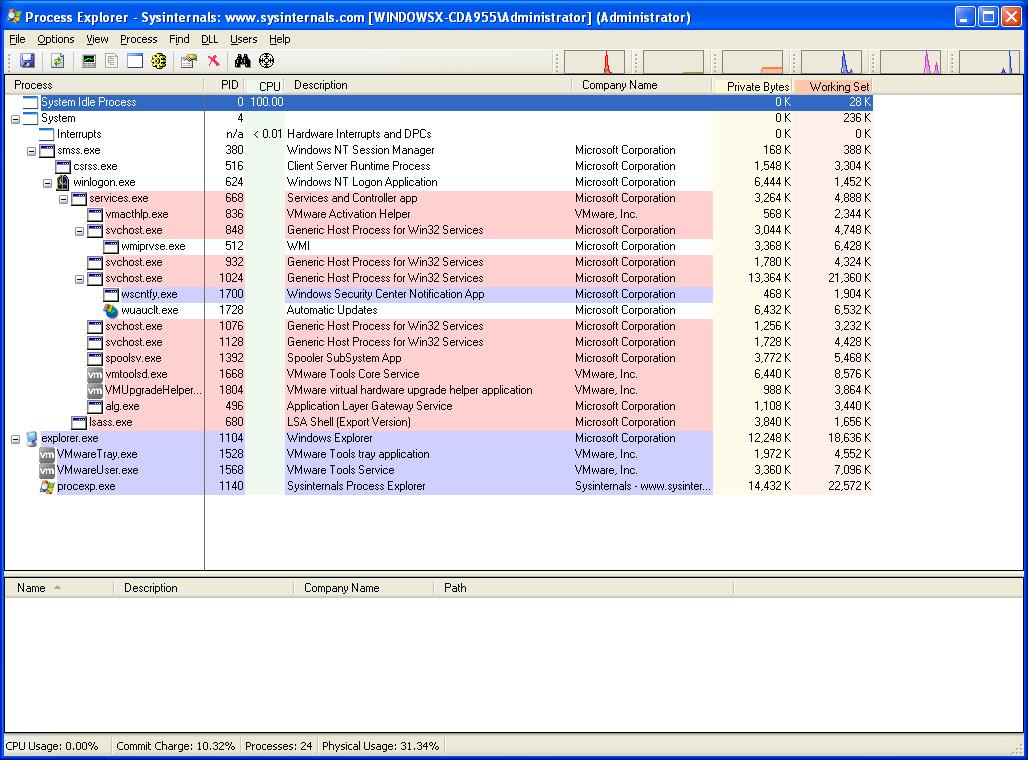 Process Explorer - Sysinternals: www.sysinternals.com [WINDOWSX-CDA955\Administrator] (Administrator)
File Options View Process Find DLL Users Help
Process PID CPU Description Company Name Private Bytes Working Set
System Idle Process 0 100.00 0 K 28 K
System 4 0 K 236 K
Interrupts n/a < 0.01 Hardware Interrupts and DPCs 0 K 0 K
smss.exe 380 Windows NT Session Manager Microsoft Corporation 168 K 388 K
csrss.exe 516 Client Server Runtime Process Microsoft Corporation 1,548 K 3,304 K
winlogon.exe 624 Windows NT Logon Application Microsoft Corporation 6,444 K 1,452 K
services.exe 668 Services and Controller app Microsoft Corporation 3,264 K 4,888 K
vmacthlp.exe 836 VMware Activation Helper VMware, Inc. 568 K 2,344 K
svchost.exe 848 Generic Host Process for Win32 Services Microsoft Corporation 3,044 K 4,748 K
wmiprvse.exe 512 WMI Microsoft Corporation 3,368 K 6,428 K
svchost.exe 932 Generic Host Process for Win32 Services Microsoft Corporation 1,780 K 4,324 K
svchost.exe 1024 Generic Host Process for Win32 Services Microsoft Corporation 13,364 K 21,360 K
wscntfy.exe 1700 Windows Security Center Notification App Microsoft Corporation 468 K 1,904 K
wuauclt.exe 1728 Automatic Updates Microsoft Corporation 6,432 K 6,532 K
svchost.exe 1076 Generic Host Process for Win32 Services Microsoft Corporation 1,256 K 3,232 K
svchost.exe 1128 Generic Host Process for Win32 Services Microsoft Corporation 1,728 K 4,428 K
spoolsv.exe 1392 Spooler SubSystem App Microsoft Corporation 3,772 K 5,468 K
vmtoolsd.exe 1668 VMware Tools Core Service VMware, Inc. 6,440 K 8,576 K
VMUpgradeHelper... 1804 VMware virtual hardware upgrade helper application VMware, Inc. 988 K 3,864 K
alg.exe 496 Application Layer Gateway Service Microsoft Corporation 1,108 K 3,440 K
lsass.exe 680 LSA Shell (Export Version) Microsoft Corporation 3,840 K 1,656 K
explorer.exe 1104 Windows Explorer Microsoft Corporation 12,248 K 18,636 K
VMwareTray.exe 1528 VMware Tools tray application VMware, Inc. 1,972 K 4,552 K
VMwareUser.exe 1568 VMware Tools Service VMware, Inc. 3,360 K 7,096 K
procexp.exe 1140 Sysinternals Process Explorer Sysinternals - www.sysinter... 14,432 K 22,572 K
Name Description Company Name Path
CPU Usage: 0.00% Commit Charge: 10.32% Processes: 24 Physical Usage: 31.34%